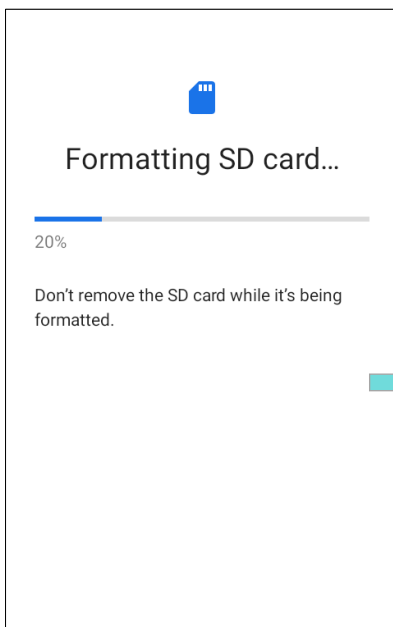 Formatting SD card…
20%
Don’t remove the SD card while it’s being
formatted.